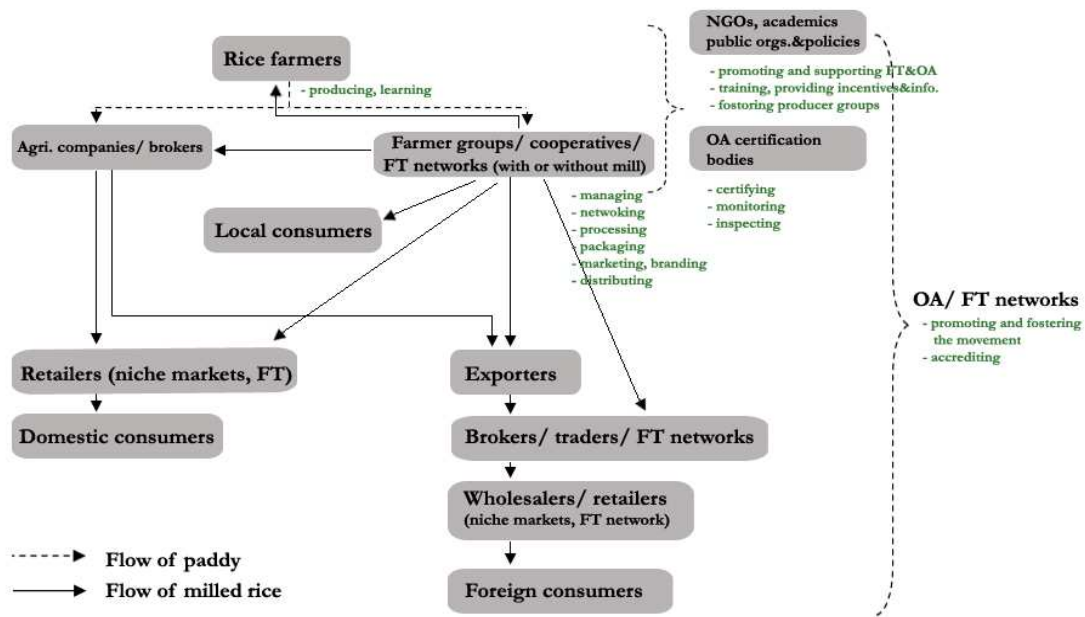 NGOs, academics
public orgs.&policies
- promoting and supporting FT&OA
- training, providing incentives&info.
- fostoring producer groups
Rice farmers
- producing, learning
Agri. companies/ brokers
Farmer groups/ cooperatives/
FT networks (with or without mill)
OA certification
bodies
- certifying
- monitoring
- inspecting
- managing
- netwoking
- processing
- packaging
- marketing, branding
- distributing
Local consumers
OA/ FT networks
- promoting and fostering
the movement
- accrediting
Retailers (niche markets, FT)
Exporters
Domestic consumers
Brokers/ traders/ FT networks
Wholesalers/ retailers
(niche markets, FT network)
Foreign consumers
Flow of paddy
Flow of milled rice